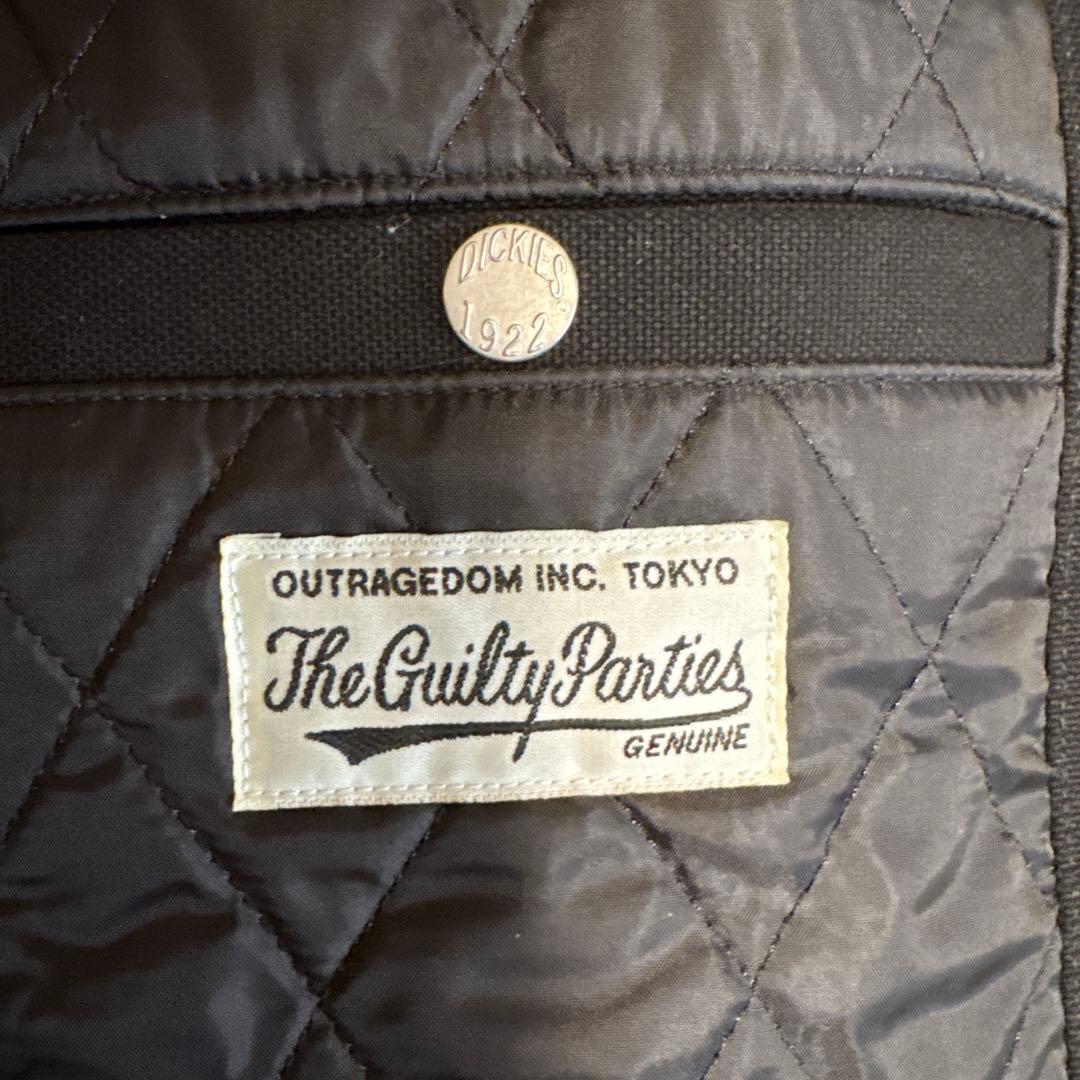 DICKIES©
1922
OUTRAGEDOM INC. TOKYO
The Guilty Parties
GENUINE